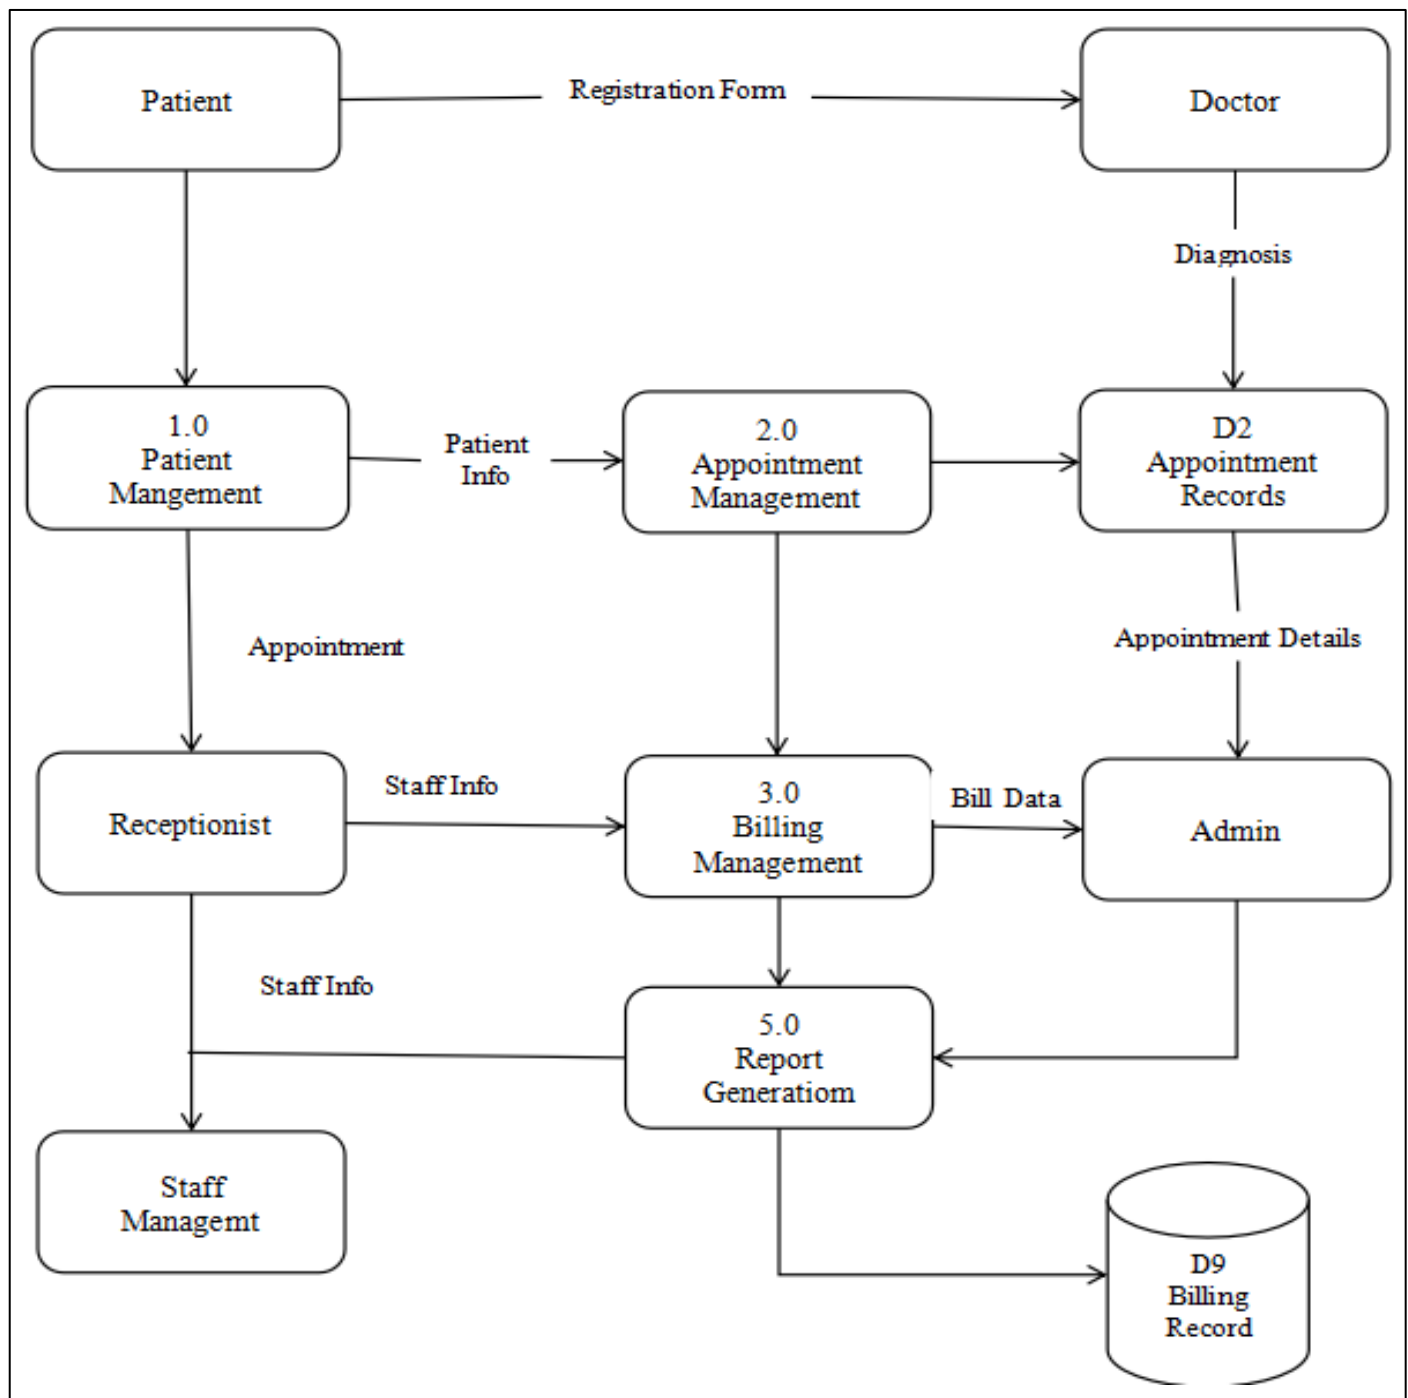 Patient
Registration Form
Doctor
Diagnosis
1.0
Patient
Mangement
Patient
Info
2.0
Appointment
Management
D2
Appointment
Records
Appointment
Appointment Details
Receptionist
Staff Info
3.0
Billing
Management
Bill Data
Admin
Staff Info
5.0
Report
Generatiom
Staff
Managemt
D9
Billing
Record